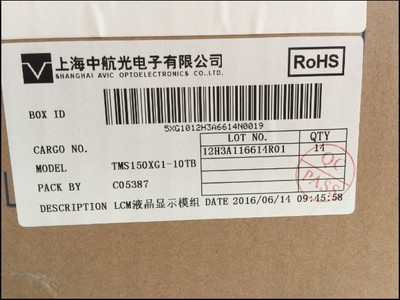 上海中航光电子有限公司
SHANGHAI AVIC OPTOELECTRONICS CO.,LTD.
RoHS
BOX ID
5XG1012H3A6614N0019
CARGO NO. LOT NO. QTY
12H3A116614R01 14
MODEL TMS150XG1-10TB
PACK BY C05387
QC PASS
DESCRIPTION LCM液晶显示模组 DATE 2016/06/14 09:45:58